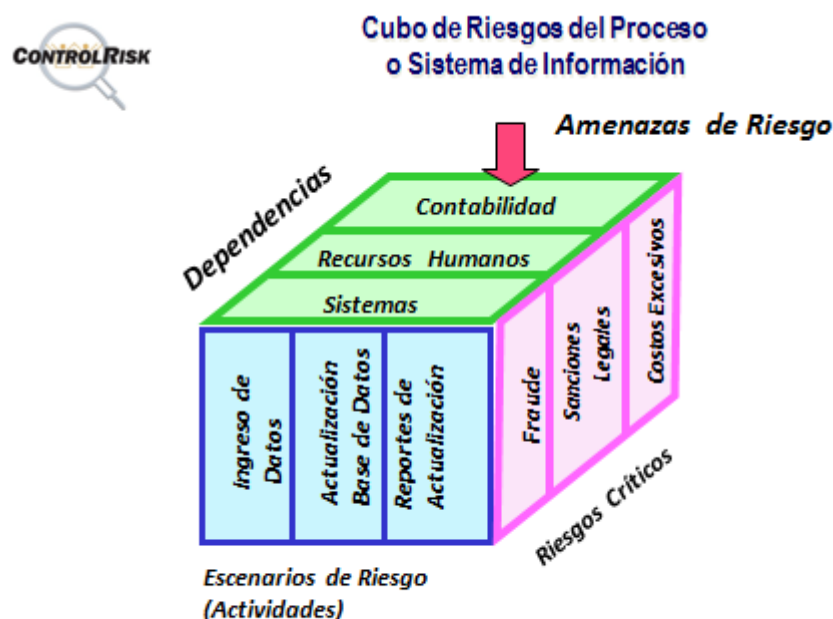 CONTROLRISK
Cubo de Riesgos del Proceso
o Sistema de Información
Amenazas de Riesgo
Dependencias
Contabilidad
Recursos Humanos
Sistemas
Ingreso de
Datos
Actualización
Base de Datos
Reportes de
Actualización
Fraude
Sanciones
Legales
Costos Excesivos
Riesgos Críticos
Escenarios de Riesgo
(Actividades)